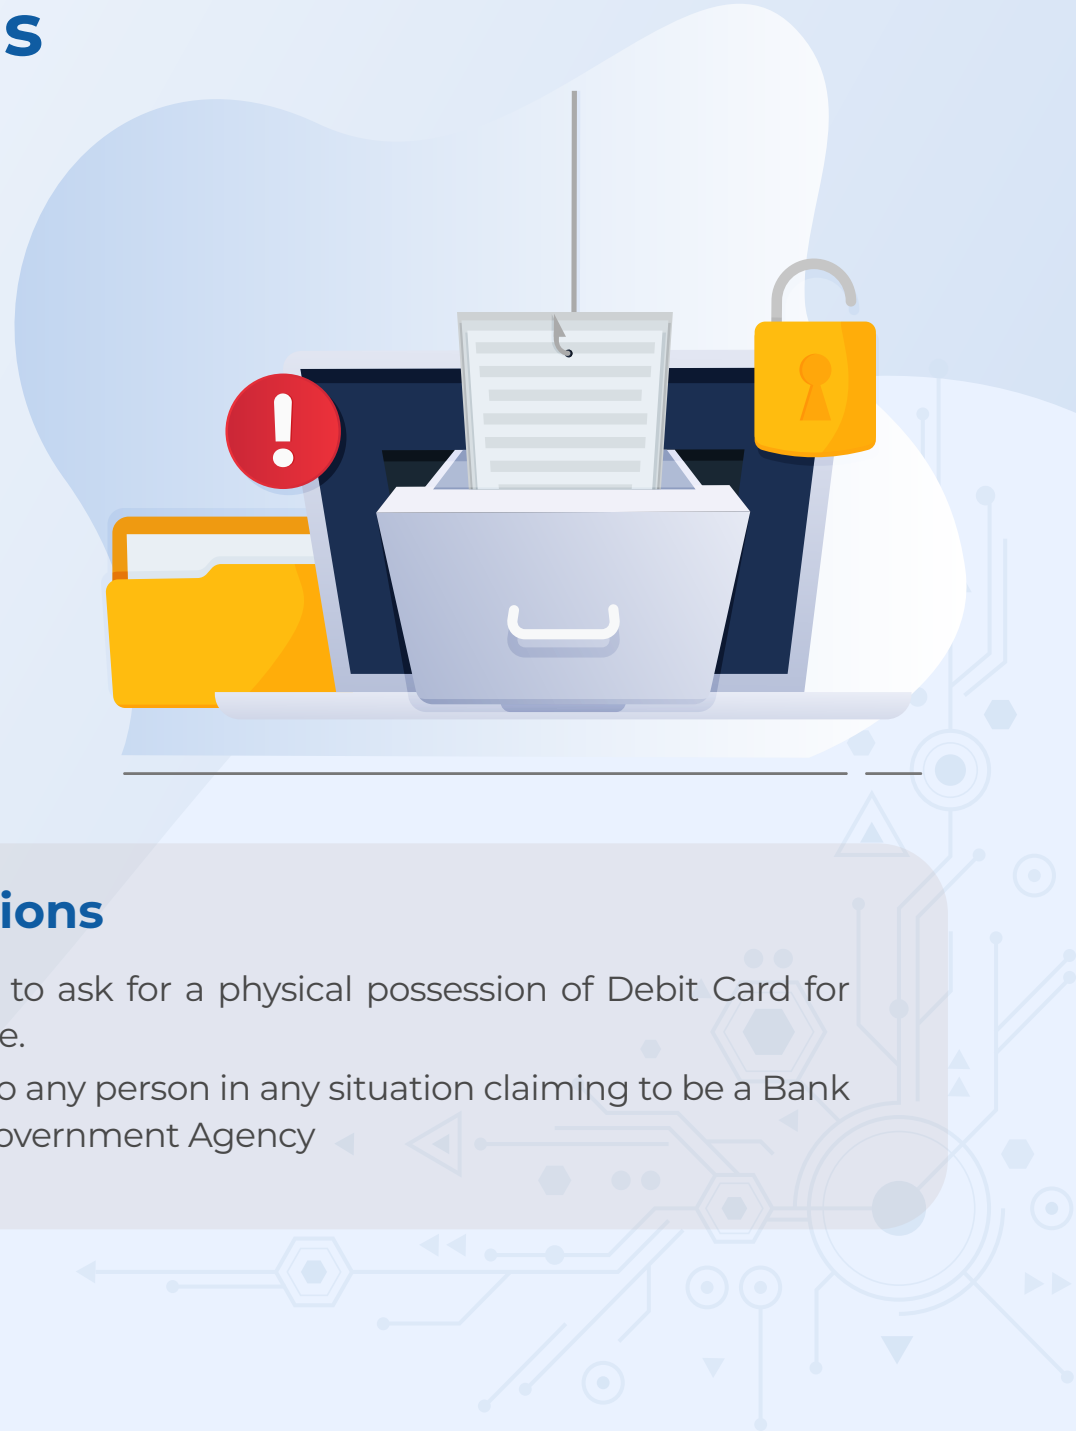 s
ions
to ask for a physical possession of Debit Card for
e.
o any person in any situation claiming to be a Bank
overnment Agency